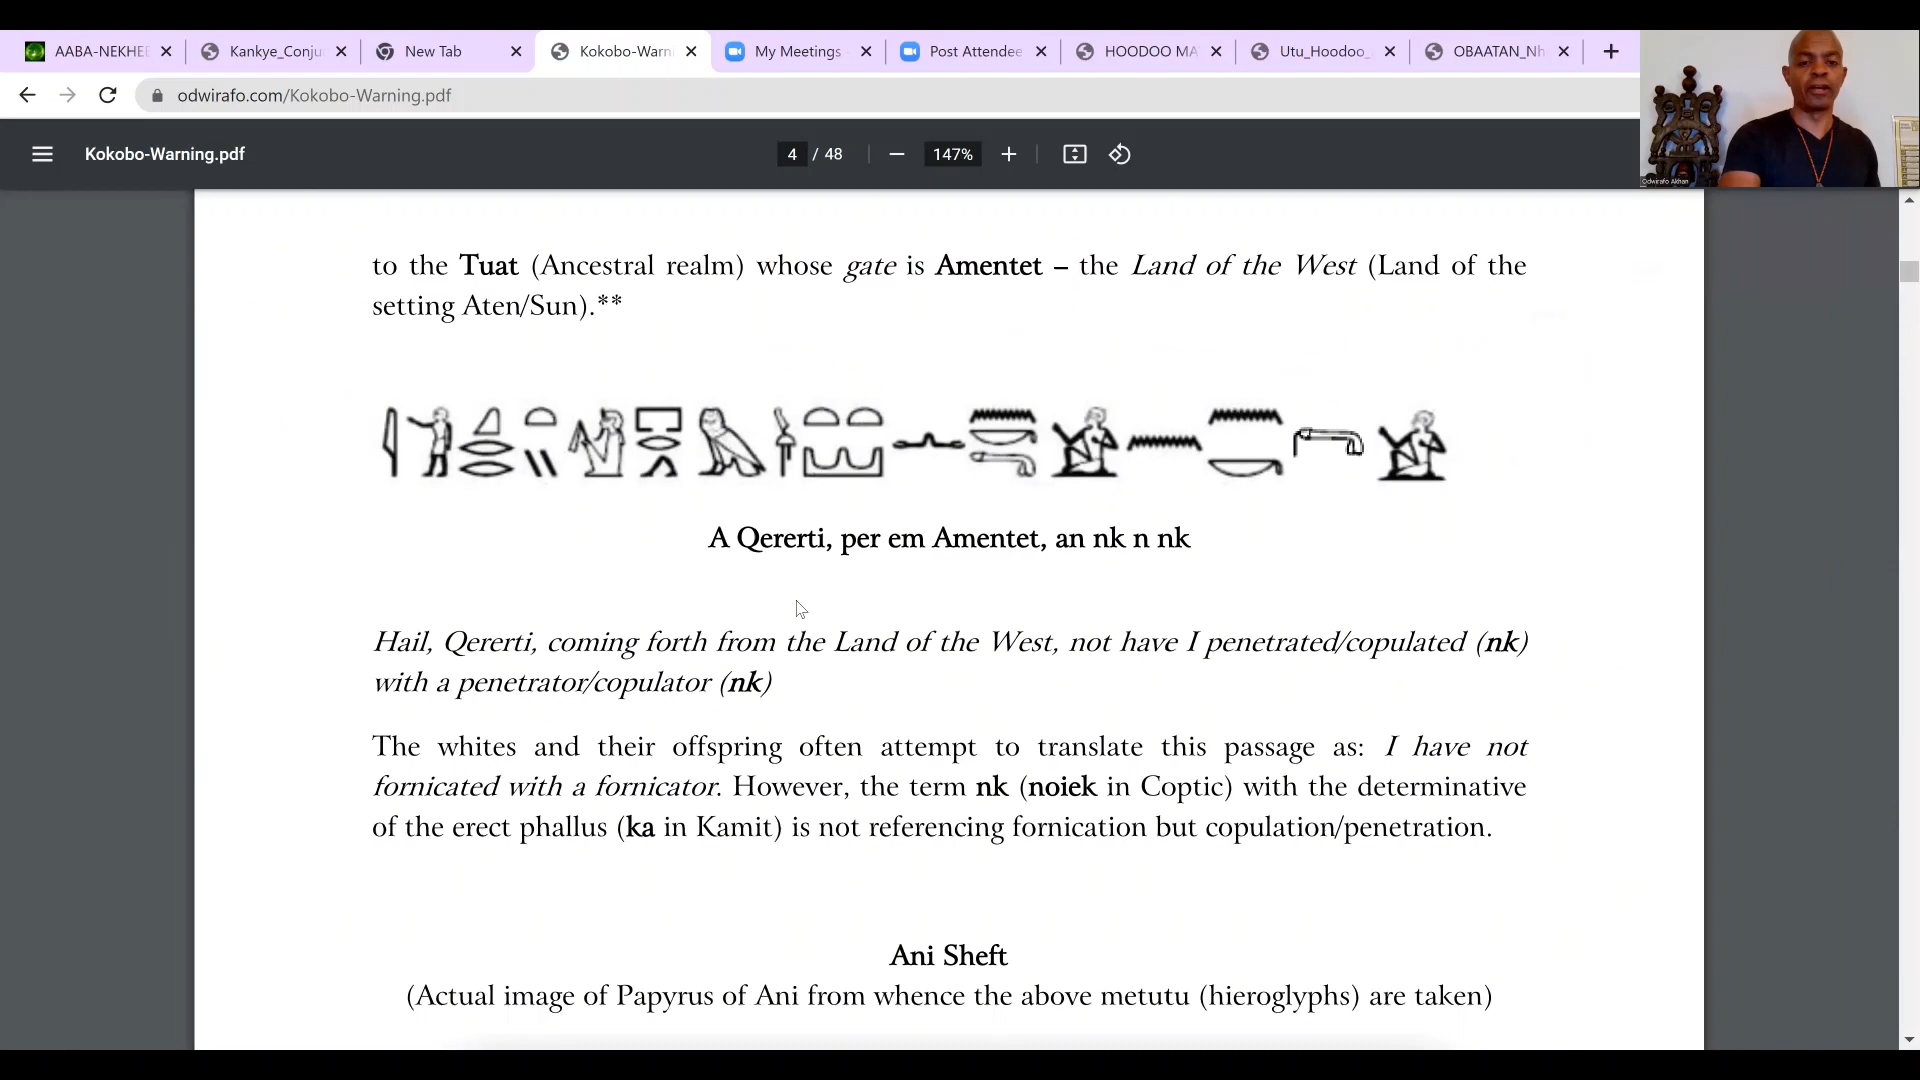 AABA-NEKHEE
Kankye_Conju
New Tab
Kokobo-Warn
My Meetings
Post Attendee
HOODOO MA
Utu_Hoodoo_
OBAATAN_Nh
odwirafo.com/Kokobo-Warning.pdf
Kokobo-Warning.pdf
4 / 48
147%
Odwirafo Akhan
to the Tuat (Ancestral realm) whose gate is Amentet – the Land of the West (Land of the
setting Aten/Sun).**
A Qererti, per em Amentet, an nk n nk
Hail, Qererti, coming forth from the Land of the West, not have I penetrated/copulated (nk)
with a penetrator/copulator (nk)
The whites and their offspring often attempt to translate this passage as: I have not
fornicated with a fornicator. However, the term nk (noiek in Coptic) with the determinative
of the erect phallus (ka in Kamit) is not referencing fornication but copulation/penetration.
Ani Sheft
(Actual image of Papyrus of Ani from whence the above metutu (hieroglyphs) are taken)